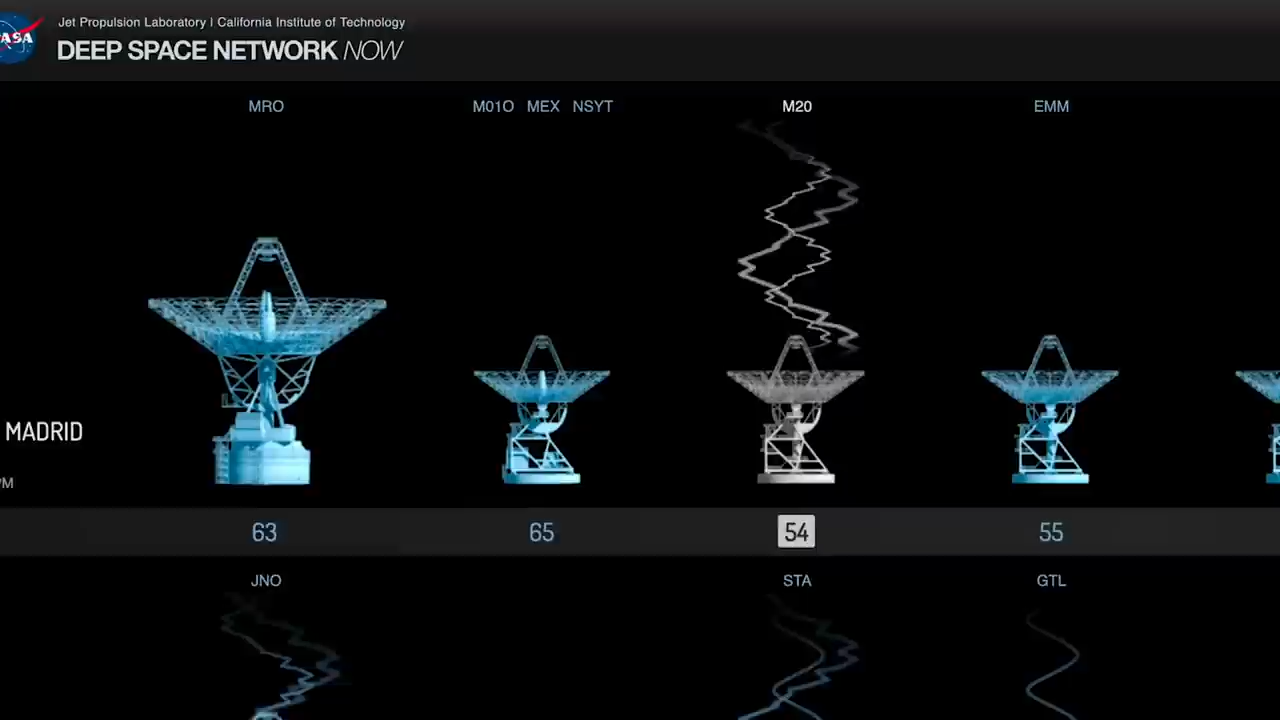 Jet Propulsion Laboratory | California Institute of Technology
DEEP SPACE NETWORK NOW
MRO
M01O MEX NSYT
M20
EMM
MADRID
63
65
54
55
JNO
STA
GTL